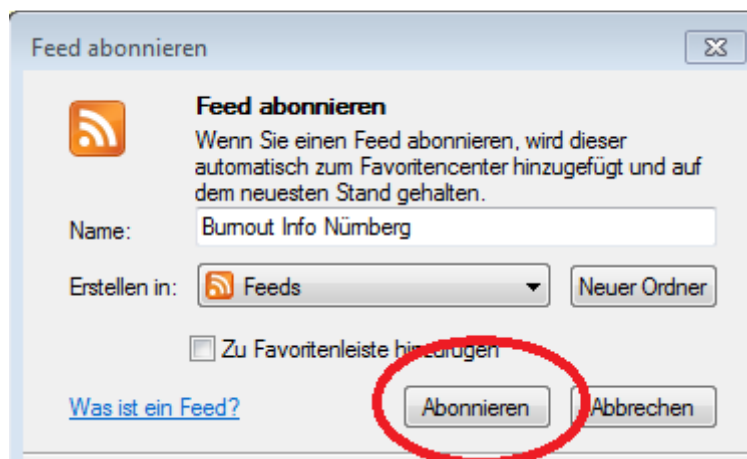 Feed abonnieren
Feed abonnieren
Wenn Sie einen Feed abonnieren, wird dieser
automatisch zum Favoritencenter hinzugefügt und auf
dem neuesten Stand gehalten.
Name: Burnout Info Nürnberg
Erstellen in: Feeds Neuer Ordner
Zu Favoritenleiste hinzufügen
Was ist ein Feed? Abonnieren Abbrechen